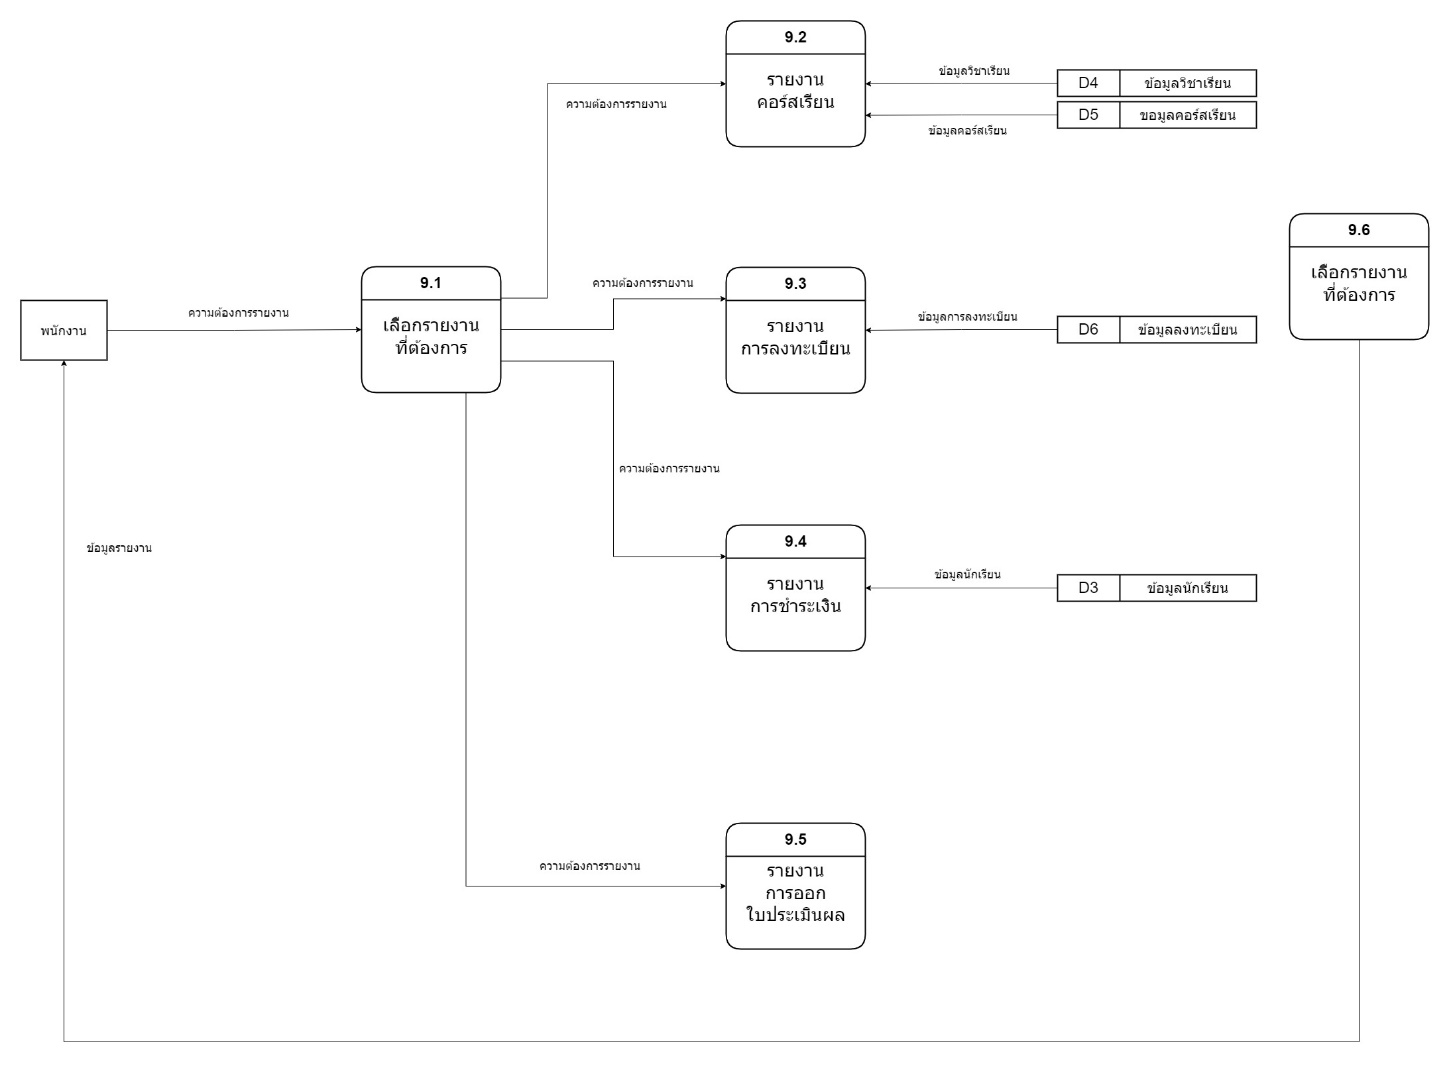 9.2
รายงาน
คอร์สเรียน
ข้อมูลวิชาเรียน
D4 ข้อมูลวิชาเรียน
ความต้องการรายงาน
D5 ขอมูลคอร์สเรียน
ข้อมูลคอร์สเรียน
9.6
เลือกรายงาน
ที่ต้องการ
9.1
เลือกรายงาน
ที่ต้องการ
ความต้องการรายงาน
9.3
รายงาน
การลงทะเบียน
พนักงาน
ความต้องการรายงาน
ข้อมูลการลงทะเบียน
D6 ข้อมูลลงทะเบียน
ความต้องการรายงาน
ข้อมูลรายงาน
9.4
รายงาน
การชำระเงิน
ข้อมูลนักเรียน
D3 ข้อมูลนักเรียน
ความต้องการรายงาน
9.5
รายงาน
การออก
ใบประเมินผล